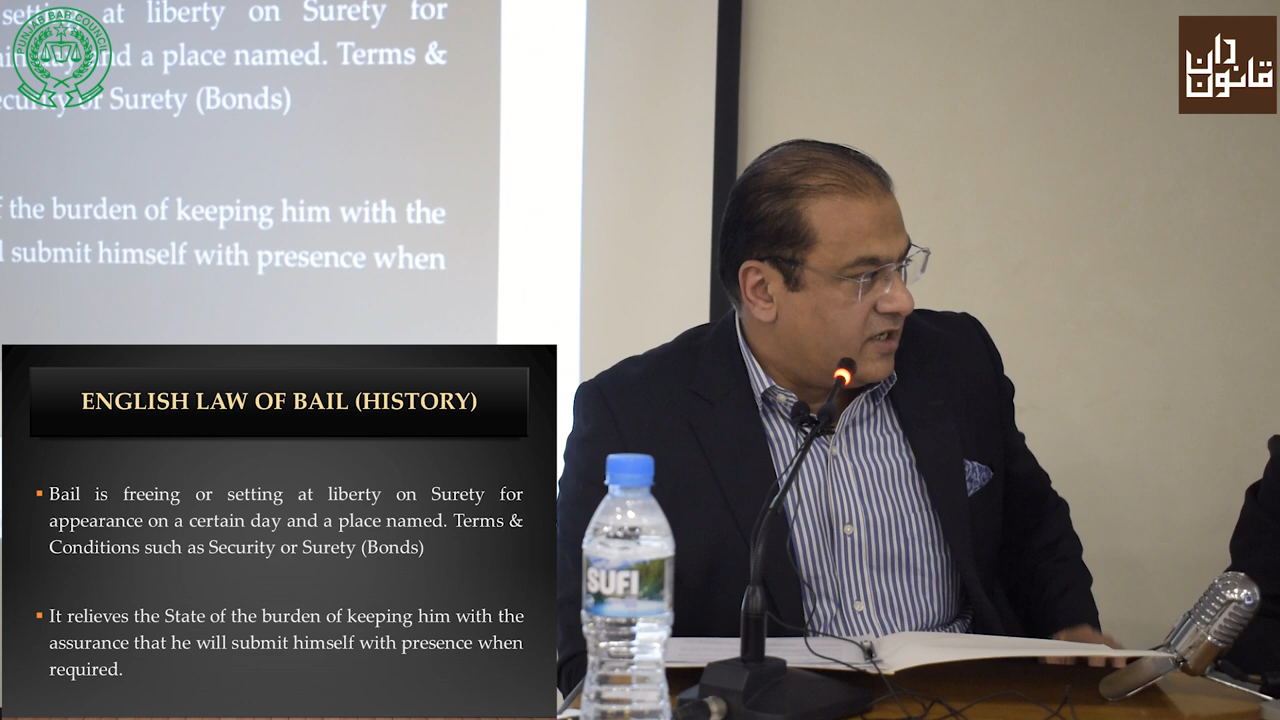 setting at liberty on Surety for
day and a place named. Terms &
or Surety (Bonds)
the burden of keeping him with the
submit himself with presence when
PUNJAB BAR COUNCIL
قانون دان
ENGLISH LAW OF BAIL (HISTORY)
▪ Bail is freeing or setting at liberty on Surety for
appearance on a certain day and a place named. Terms &
Conditions such as Security or Surety (Bonds)
▪ It relieves the State of the burden of keeping him with the
assurance that he will submit himself with presence when
required.
SUFI